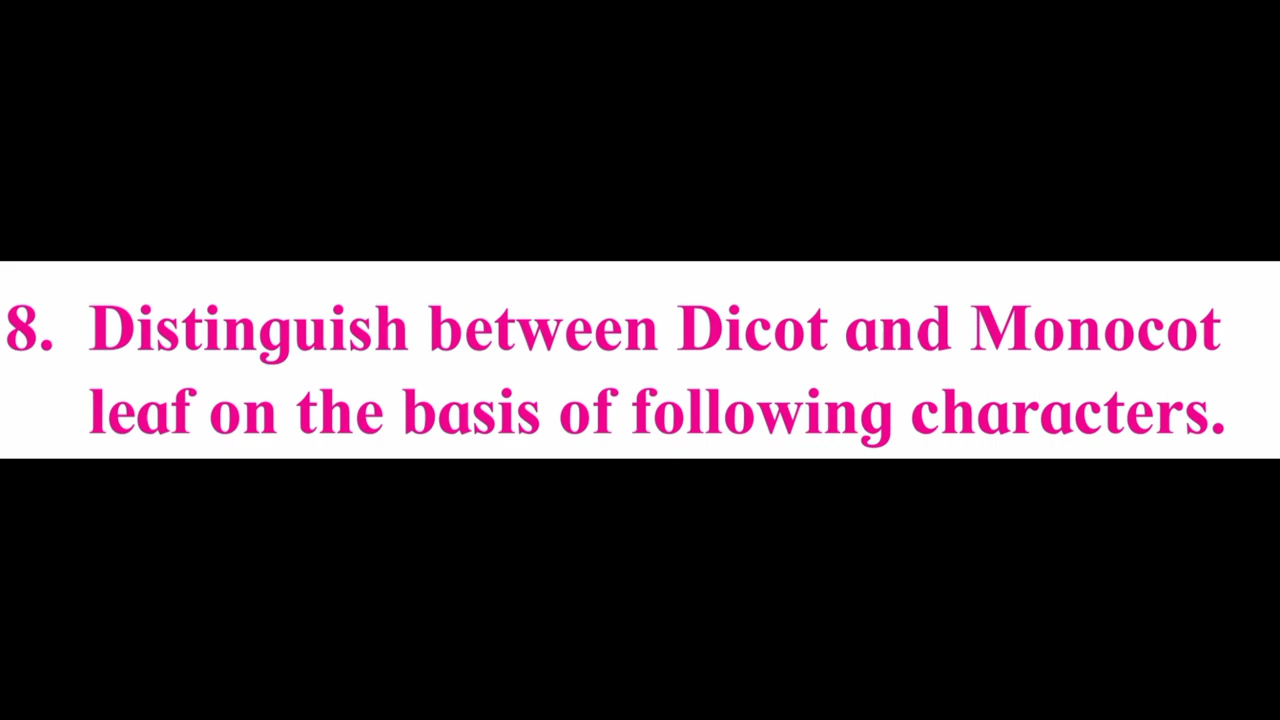 8. Distinguish between Dicot and Monocot
leaf on the basis of following characters.